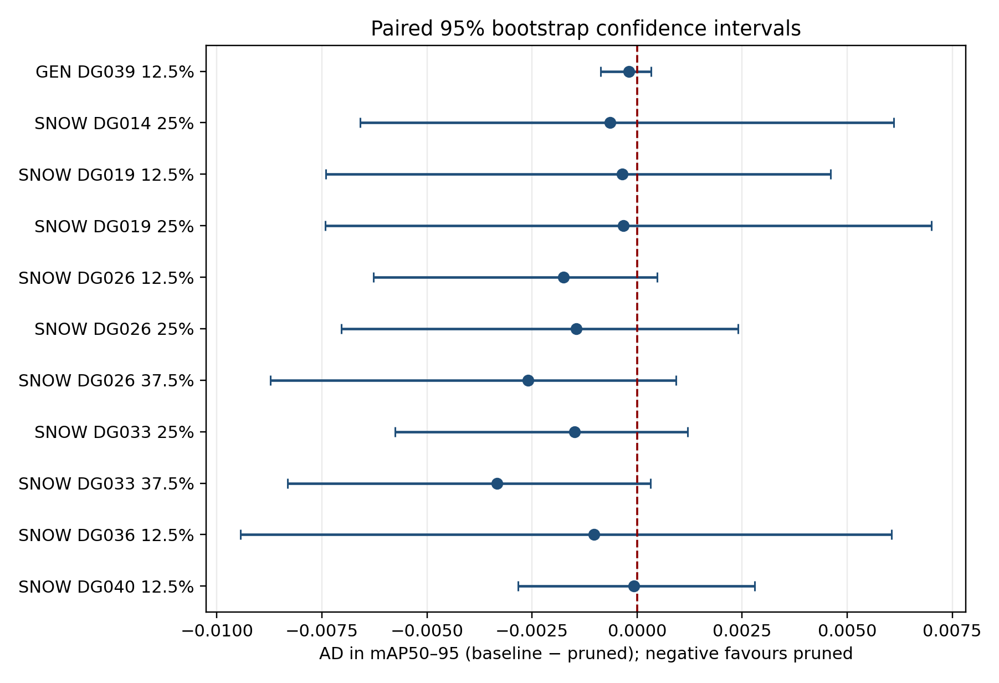 Paired 95% bootstrap confidence intervals
GEN DG039 12.5%
SNOW DG014 25%
SNOW DG019 12.5%
SNOW DG019 25%
SNOW DG026 12.5%
SNOW DG026 25%
SNOW DG026 37.5%
SNOW DG033 25%
SNOW DG033 37.5%
SNOW DG036 12.5%
SNOW DG040 12.5%
−0.0100 −0.0075 −0.0050 −0.0025 0.0000 0.0025 0.0050 0.0075
AD in mAP50–95 (baseline − pruned); negative favours pruned